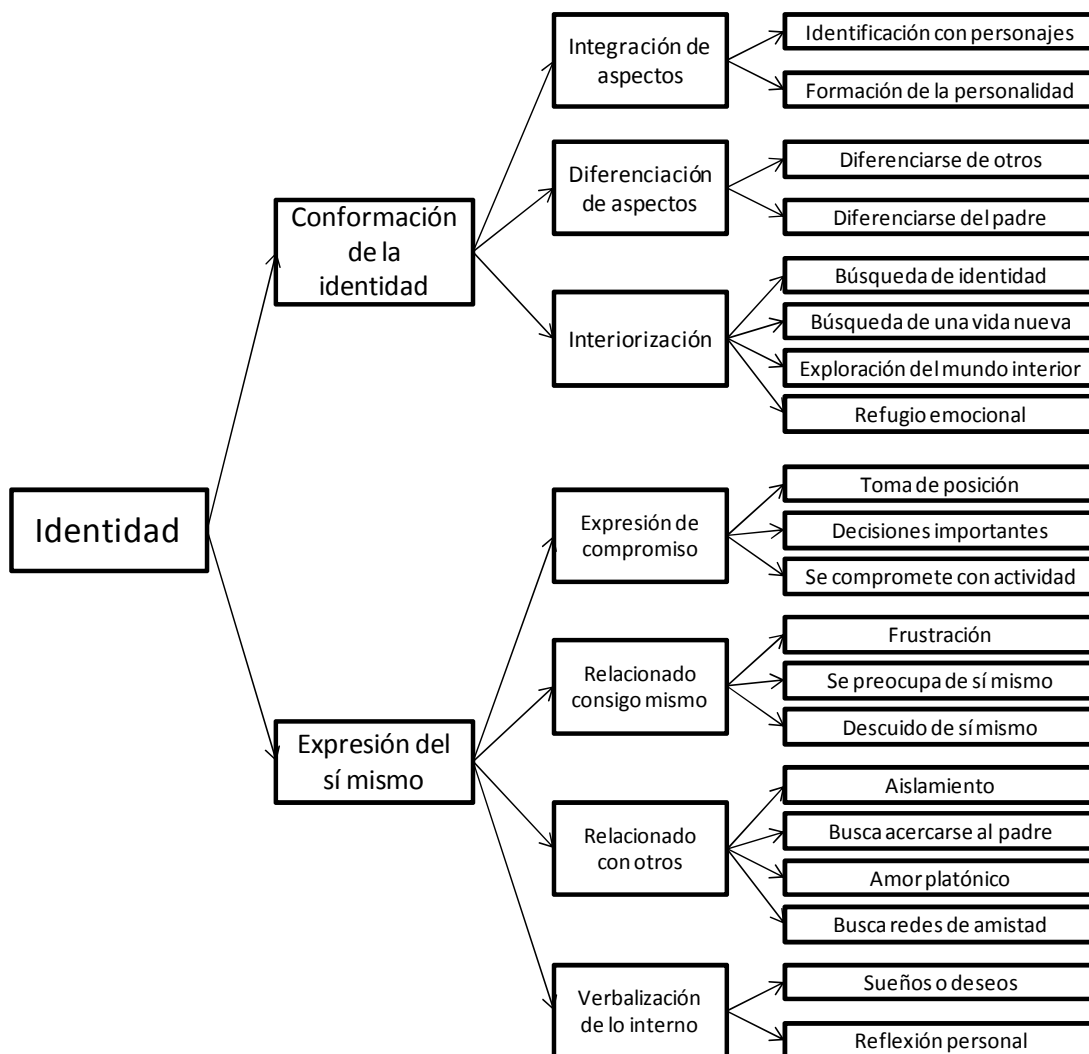 Identidad
Conformación
de la
identidad
Expresión del
sí mismo
Integración de
aspectos
Diferenciación
de aspectos
Interiorización
Expresión de
compromiso
Relacionado
consigo mismo
Relacionado
con otros
Verbalización
de lo interno
Identificación con personajes
Formación de la personalidad
Diferenciarse de otros
Diferenciarse del padre
Búsqueda de identidad
Búsqueda de una vida nueva
Exploración del mundo interior
Refugio emocional
Toma de posición
Decisiones importantes
Se compromete con actividad
Frustración
Se preocupa de sí mismo
Descuido de sí mismo
Aislamiento
Busca acercarse al padre
Amor platónico
Busca redes de amistad
Sueños o deseos
Reflexión personal